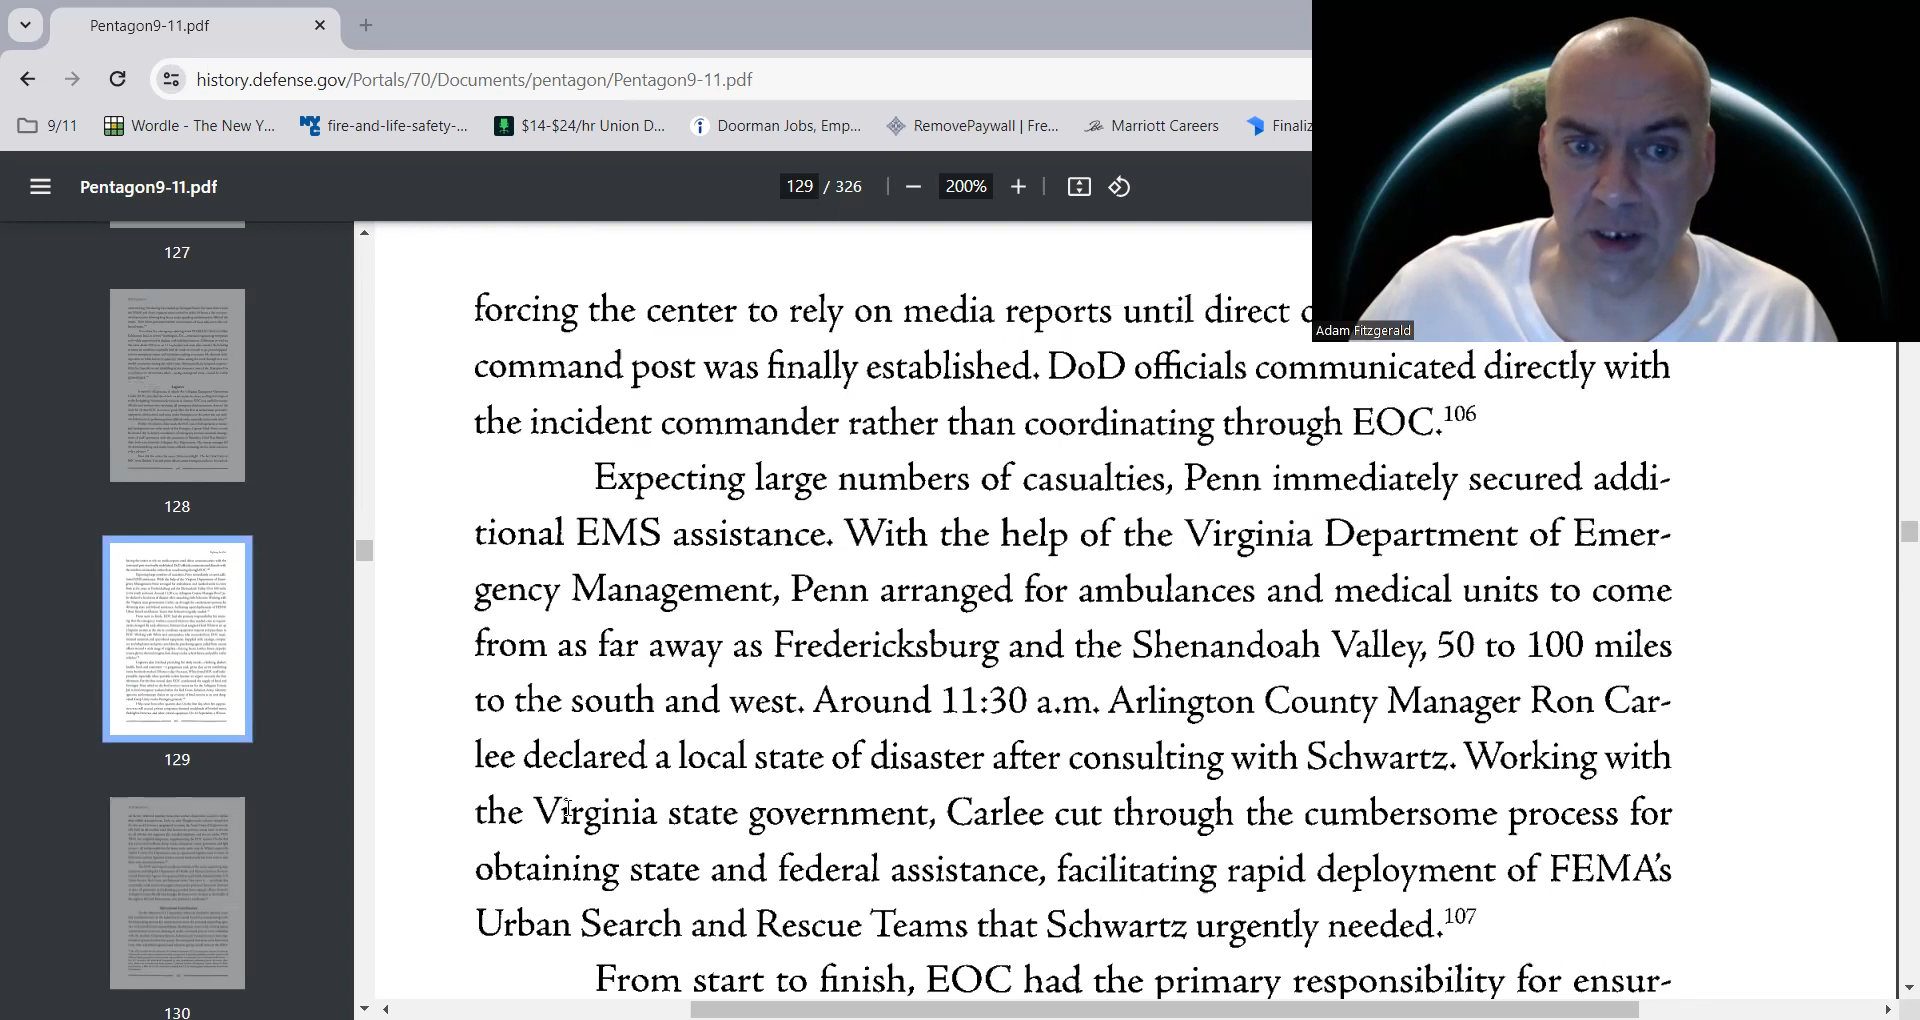 Pentagon9-11.pdf
history.defense.gov/Portals/70/Documents/pentagon/Pentagon9-11.pdf
9/11
Wordle - The New Y...
fire-and-life-safety-...
$14-$24/hr Union D...
Doorman Jobs, Emp...
RemovePaywall | Fre...
Marriott Careers
Finaliz
Pentagon9-11.pdf
129 / 326
200%
127
128
129
130
Adam Fitzgerald
forcing the center to rely on media reports until direct
command post was finally established. DoD officials communicated directly with
the incident commander rather than coordinating through EOC.106
Expecting large numbers of casualties, Penn immediately secured addi-
tional EMS assistance. With the help of the Virginia Department of Emer-
gency Management, Penn arranged for ambulances and medical units to come
from as far away as Fredericksburg and the Shenandoah Valley, 50 to 100 miles
to the south and west. Around 11:30 a.m. Arlington County Manager Ron Car-
lee declared a local state of disaster after consulting with Schwartz. Working with
the Virginia state government, Carlee cut through the cumbersome process for
obtaining state and federal assistance, facilitating rapid deployment of FEMA's
Urban Search and Rescue Teams that Schwartz urgently needed.107
From start to finish, EOC had the primary responsibility for ensur-